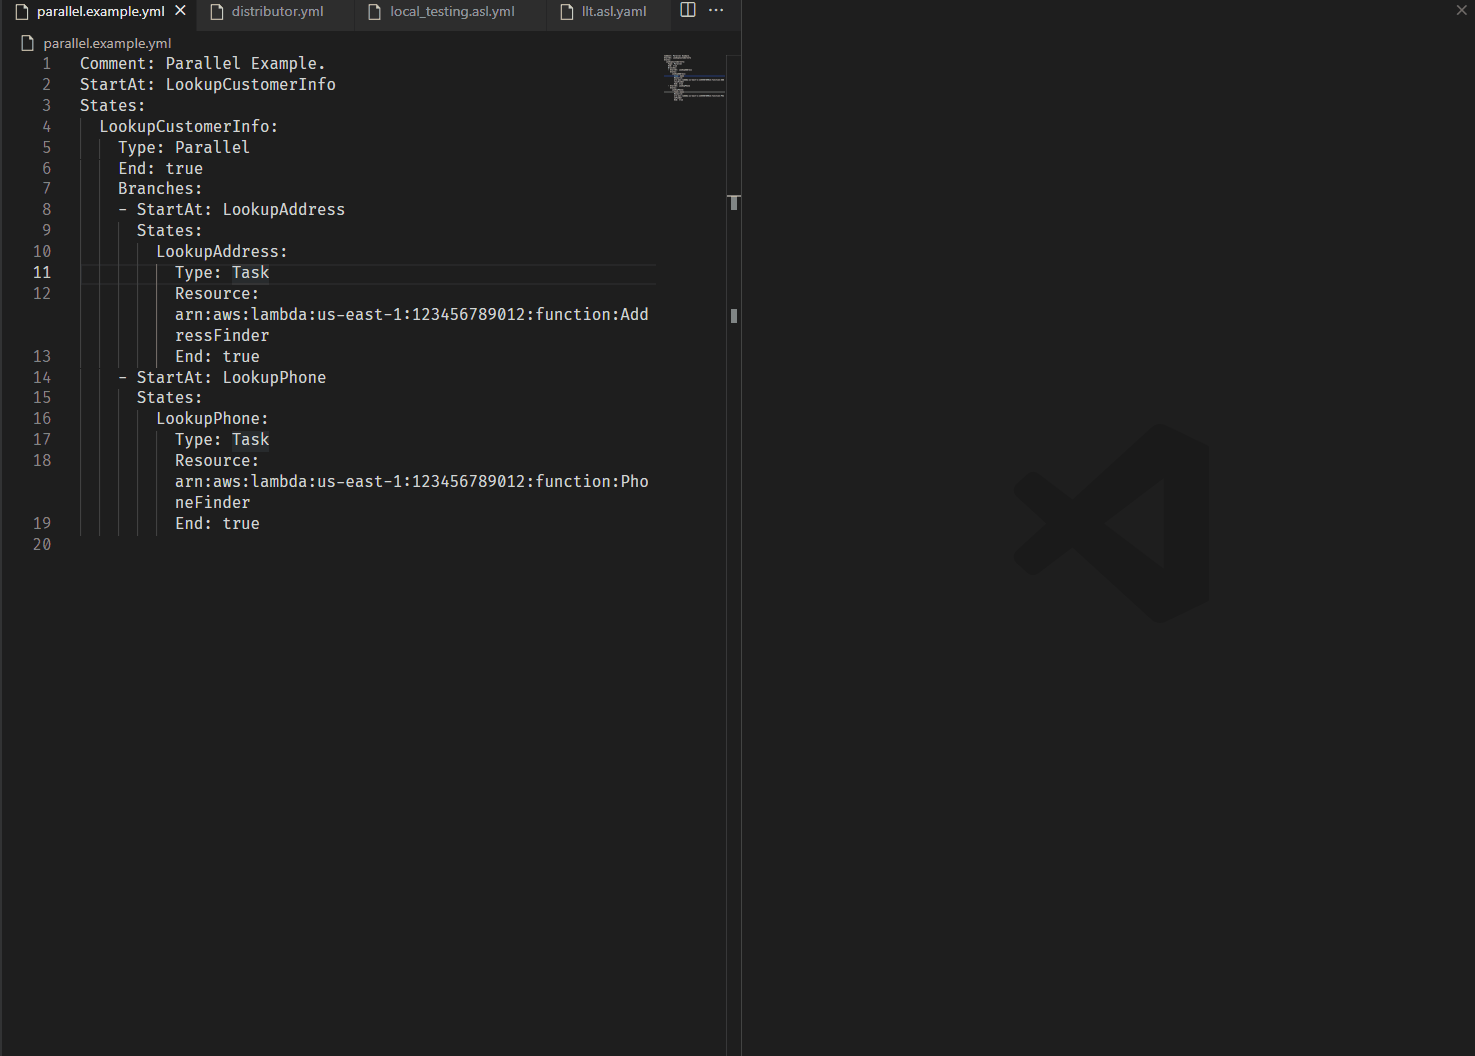 parallel.example.yml distributor.yml local_testing.asl.yml llt.asl.yaml
parallel.example.yml
1 Comment: Parallel Example.
2 StartAt: LookupCustomerInfo
3 States:
4 LookupCustomerInfo:
5 Type: Parallel
6 End: true
7 Branches:
8 - StartAt: LookupAddress
9 States:
10 LookupAddress:
11 Type: Task
12 Resource:
arn:aws:lambda:us-east-1:123456789012:function:Add
ressFinder
13 End: true
14 - StartAt: LookupPhone
15 States:
16 LookupPhone:
17 Type: Task
18 Resource:
arn:aws:lambda:us-east-1:123456789012:function:Pho
neFinder
19 End: true
20